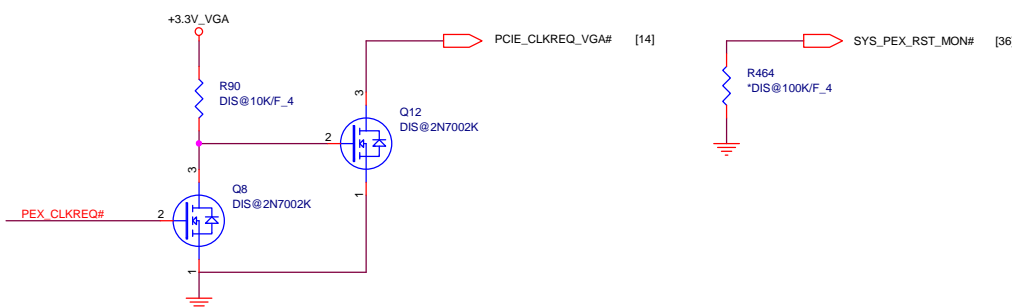 +3.3V_VGA
PCIE_CLKREQ_VGA# [14]
SYS_PEX_RST_MON# [36
R90
DIS@10K/F_4
R464
*DIS@100K/F_4
3
Q12
DIS@2N7002K
2
3
1
Q8
DIS@2N7002K
PEX_CLKREQ#
2
1